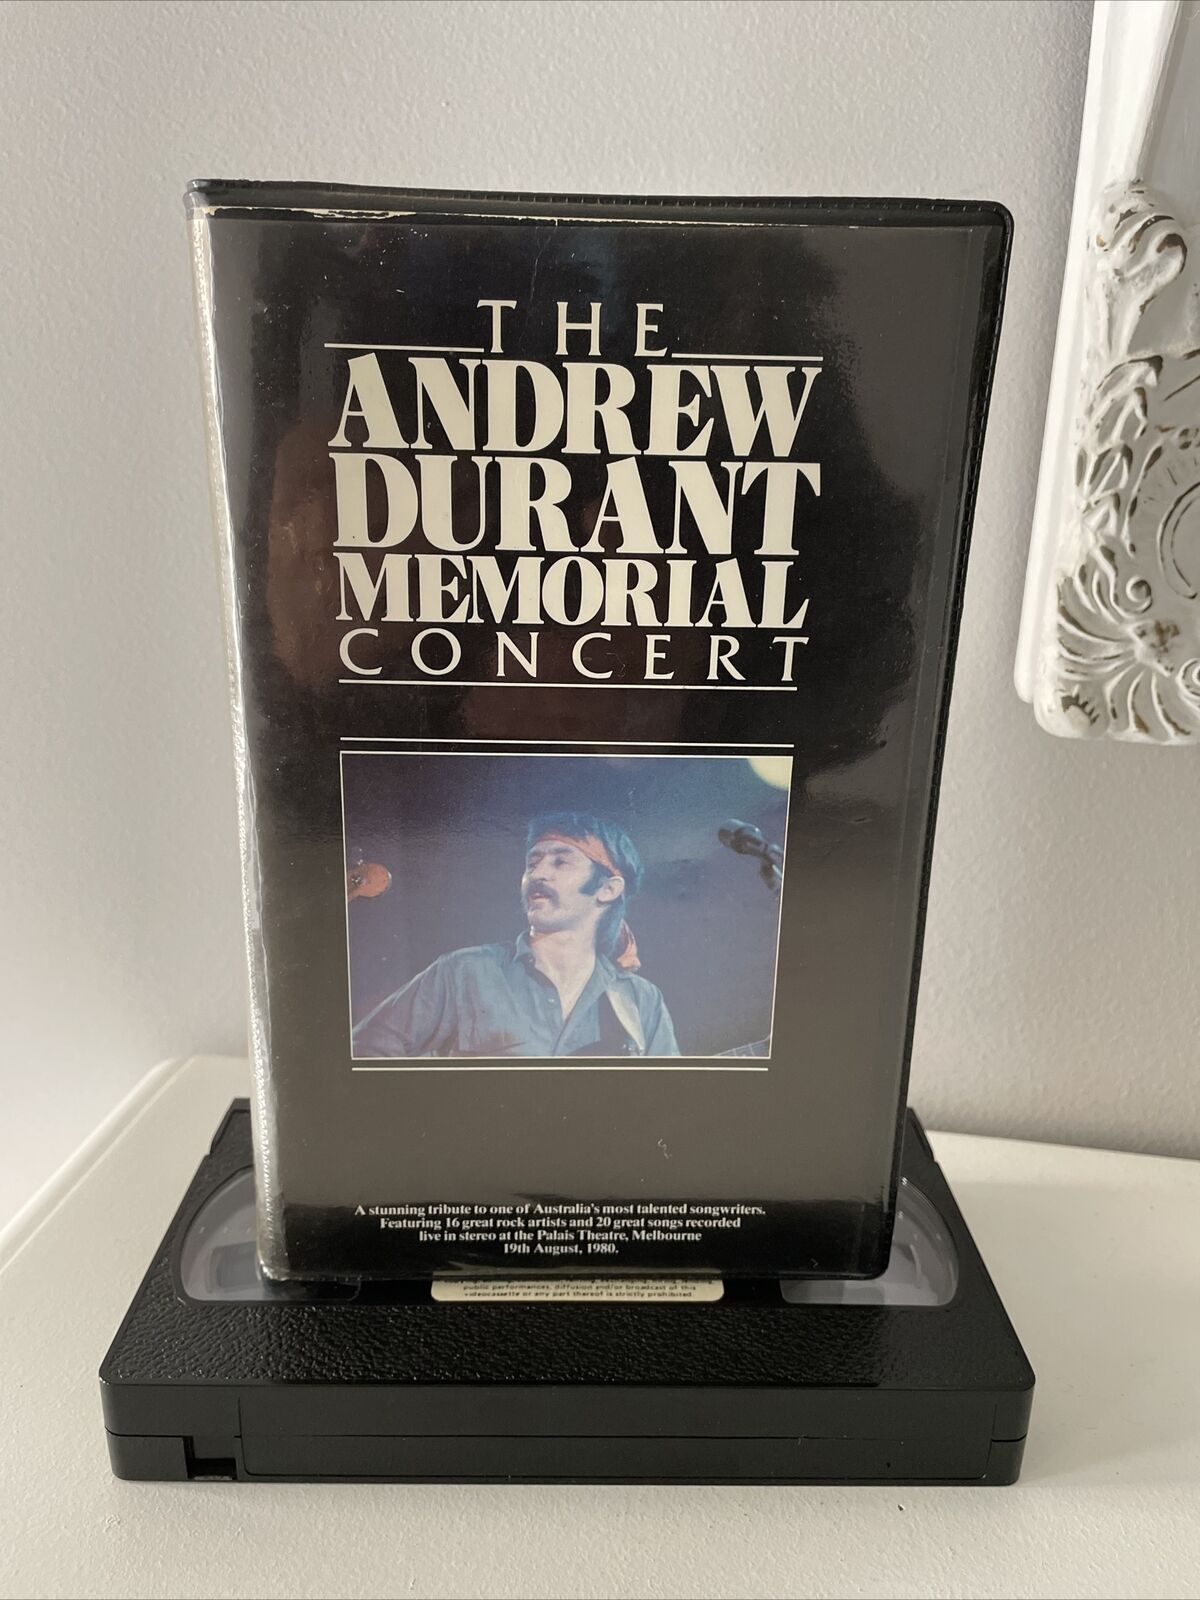 THE
ANDREW
DURANT
MEMORIAL
CONCERT
A stunning tribute to one of Australia's most talented songwriters.
Featuring 16 great rock artists and 20 great songs recorded
live in stereo at the Palais Theatre, Melbourne
19th August, 1980.
public performances, diffusion and/or broadcast of this
videocassette or any part thereof is strictly prohibited.